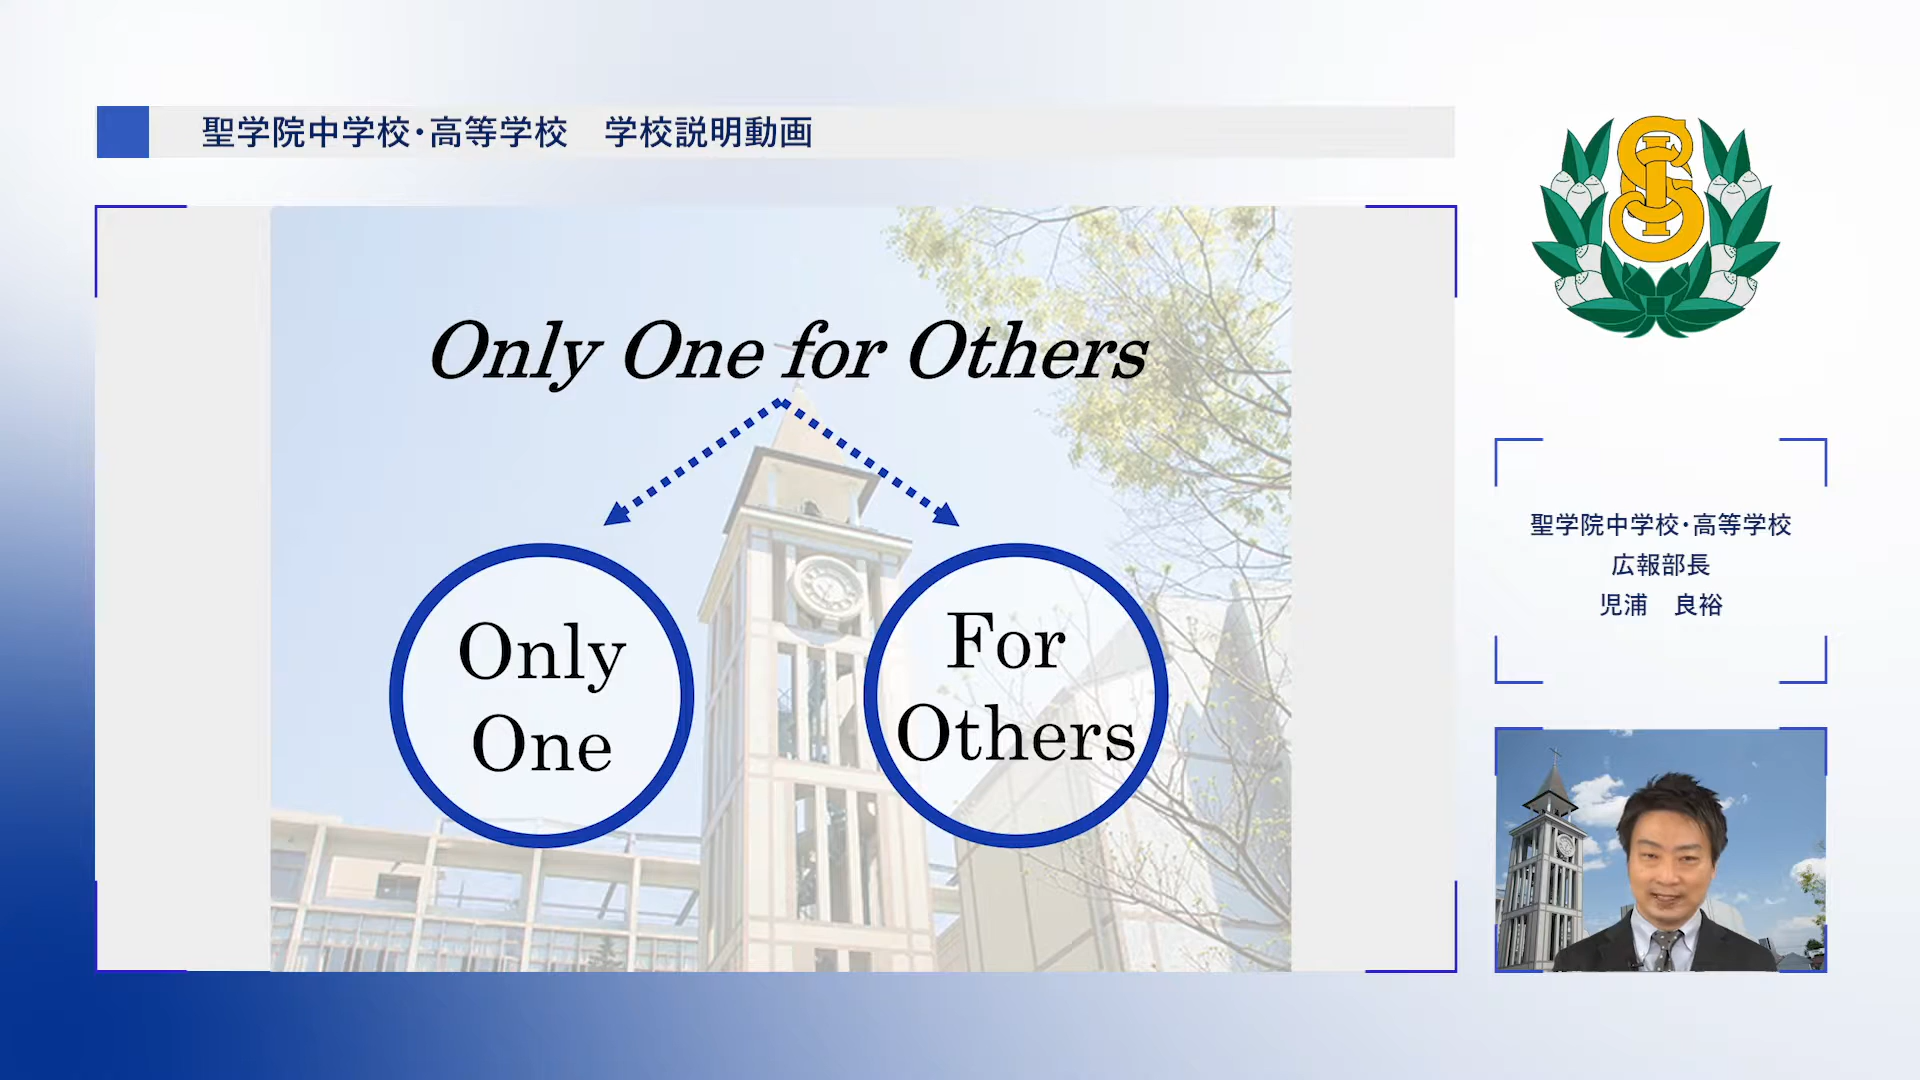 聖学院中学校・高等学校　学校説明動画
Only One for Others
Only
One
For
Others
SIG
聖学院中学校・高等学校
広報部長
児浦　良裕